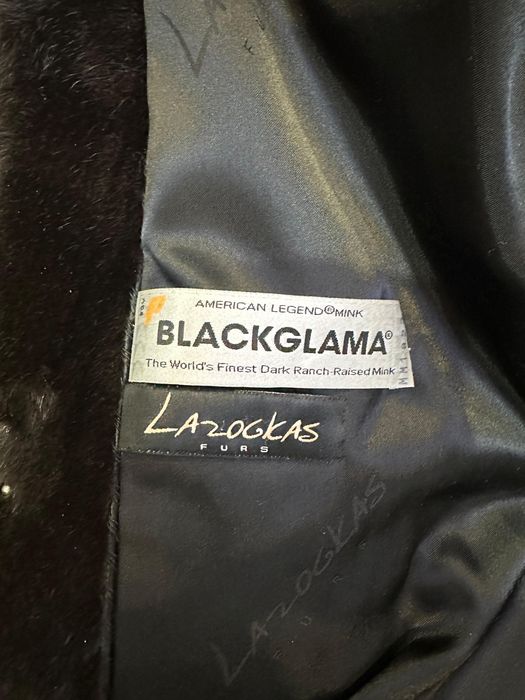 AMERICAN LEGEND®MINK
BLACKGLAMA®
The World's Finest Dark Ranch-Raised Mink
LAZOGKAS
FURS
LAZOGKAS